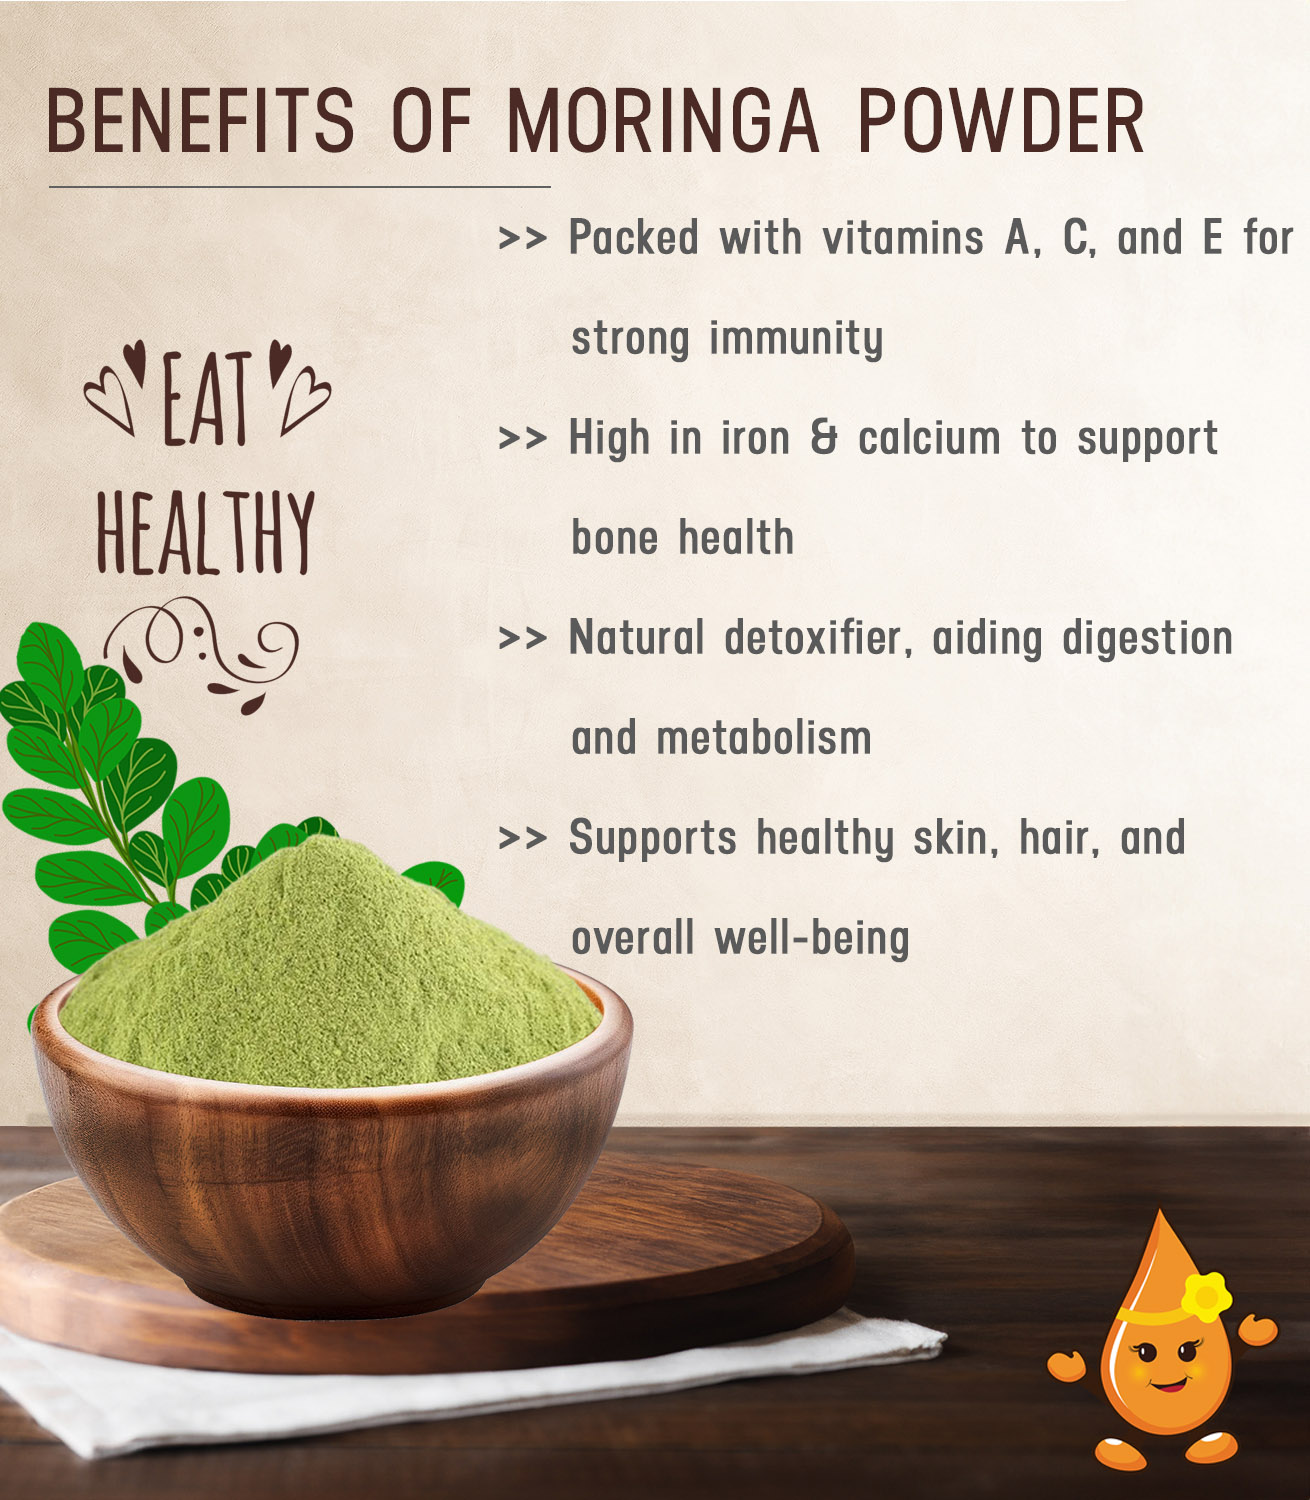 BENEFITS OF MORINGA POWDER
>> Packed with vitamins A, C, and E for
strong immunity
>> High in iron & calcium to support
bone health
>> Natural detoxifier, aiding digestion
and metabolism
>> Supports healthy skin, hair, and
overall well-being
EAT
HEALTHY